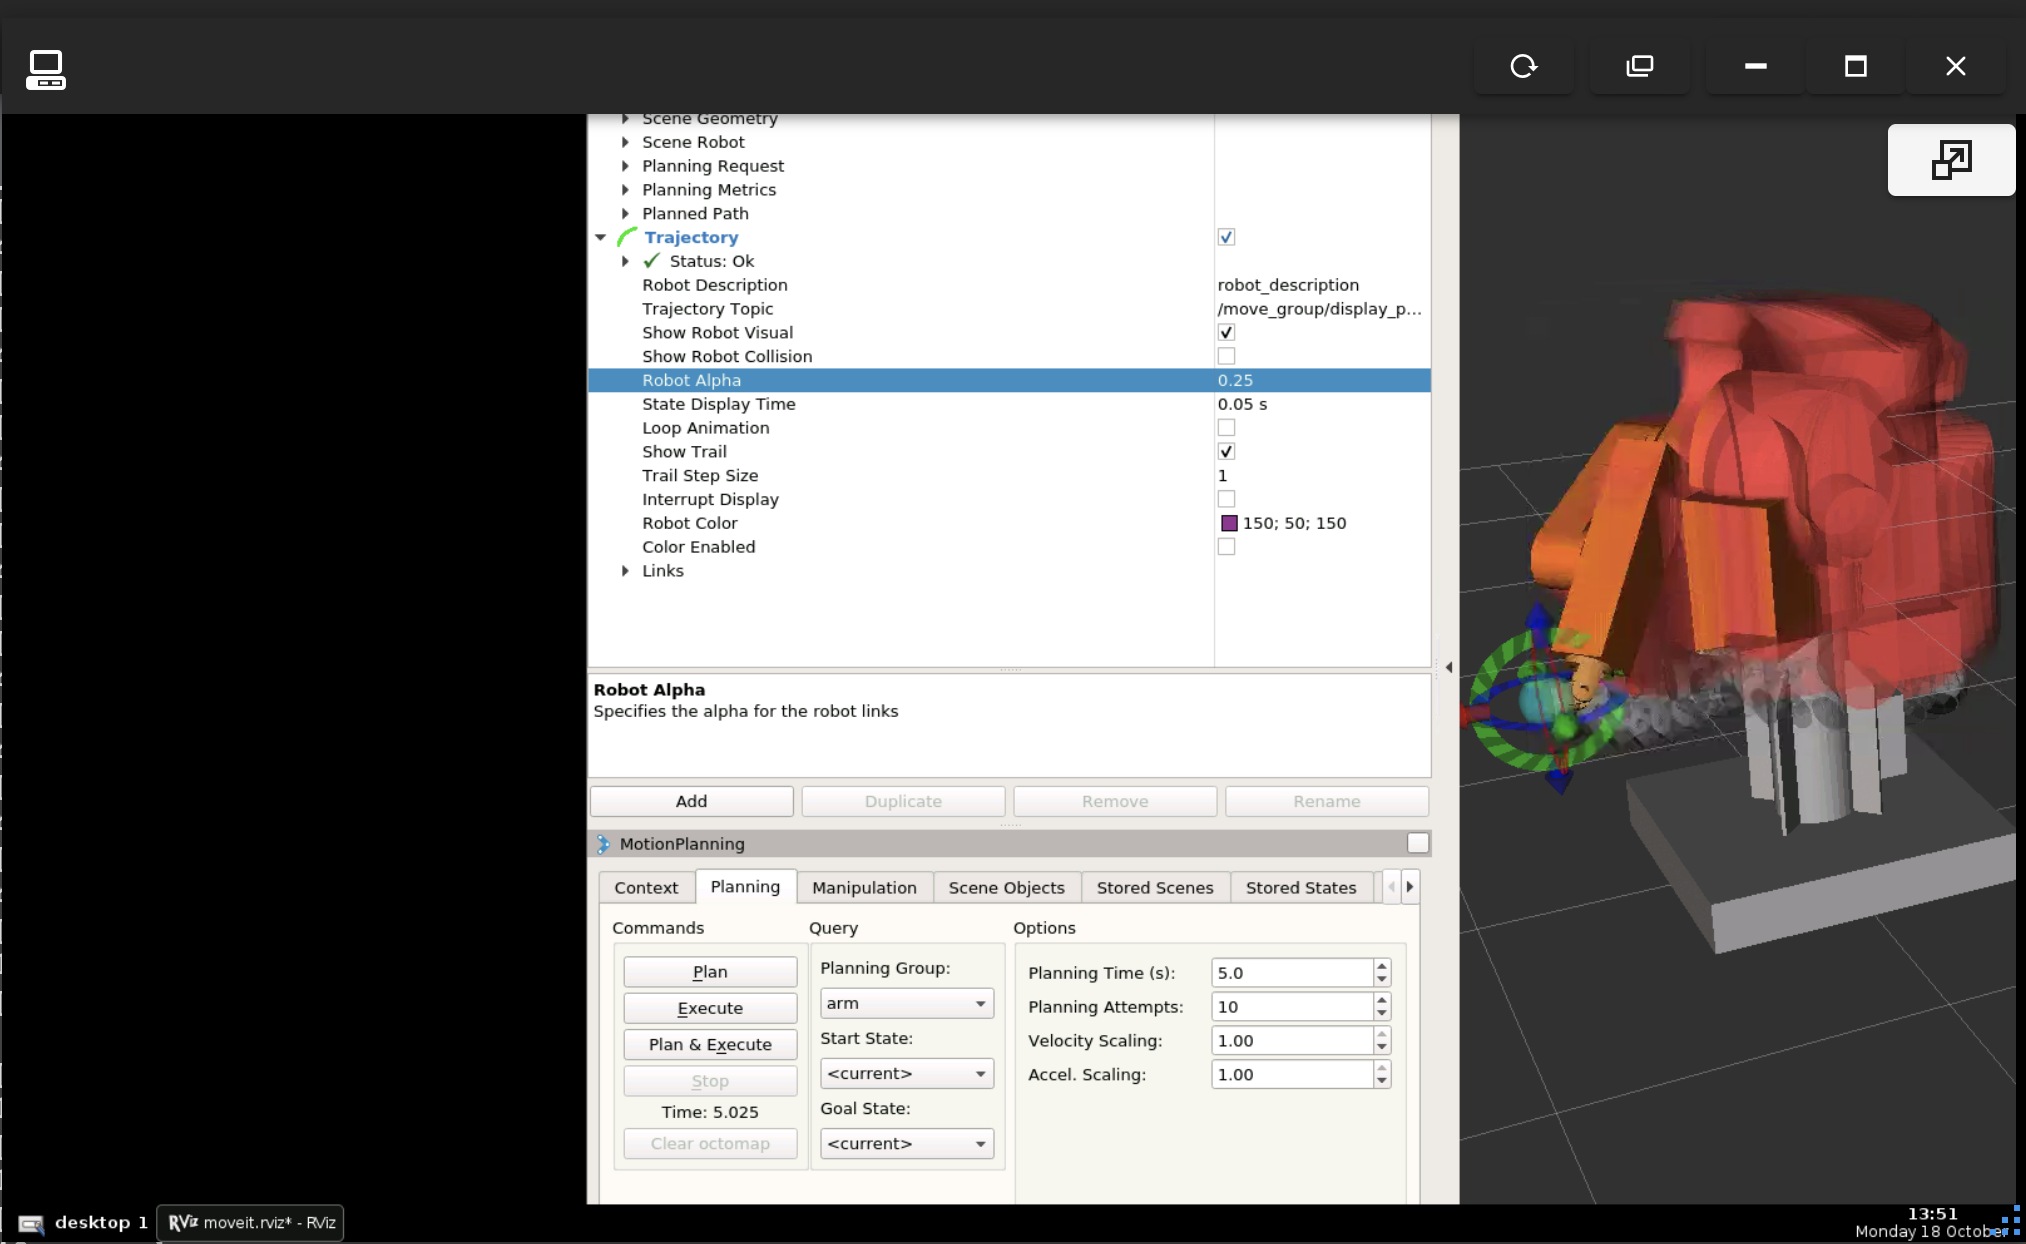 Scene Geometry
Scene Robot
Planning Request
Planning Metrics
Planned Path
Trajectory
Status: Ok
Robot Description robot_description
Trajectory Topic /move_group/display_p...
Show Robot Visual
Show Robot Collision
Robot Alpha 0.25
State Display Time 0.05 s
Loop Animation
Show Trail
Trail Step Size 1
Interrupt Display
Robot Color 150; 50; 150
Color Enabled
Links
Robot Alpha
Specifies the alpha for the robot links
Add Duplicate Remove Rename
MotionPlanning
Context Planning Manipulation Scene Objects Stored Scenes Stored States
Commands Query Options
Plan Planning Group: Planning Time (s): 5.0
Execute arm Planning Attempts: 10
Plan & Execute Start State: Velocity Scaling: 1.00
Stop <current> Accel. Scaling: 1.00
Time: 5.025 Goal State:
Clear octomap <current>
desktop 1 RViz moveit.rviz* - RViz 13:51
Monday 18 October